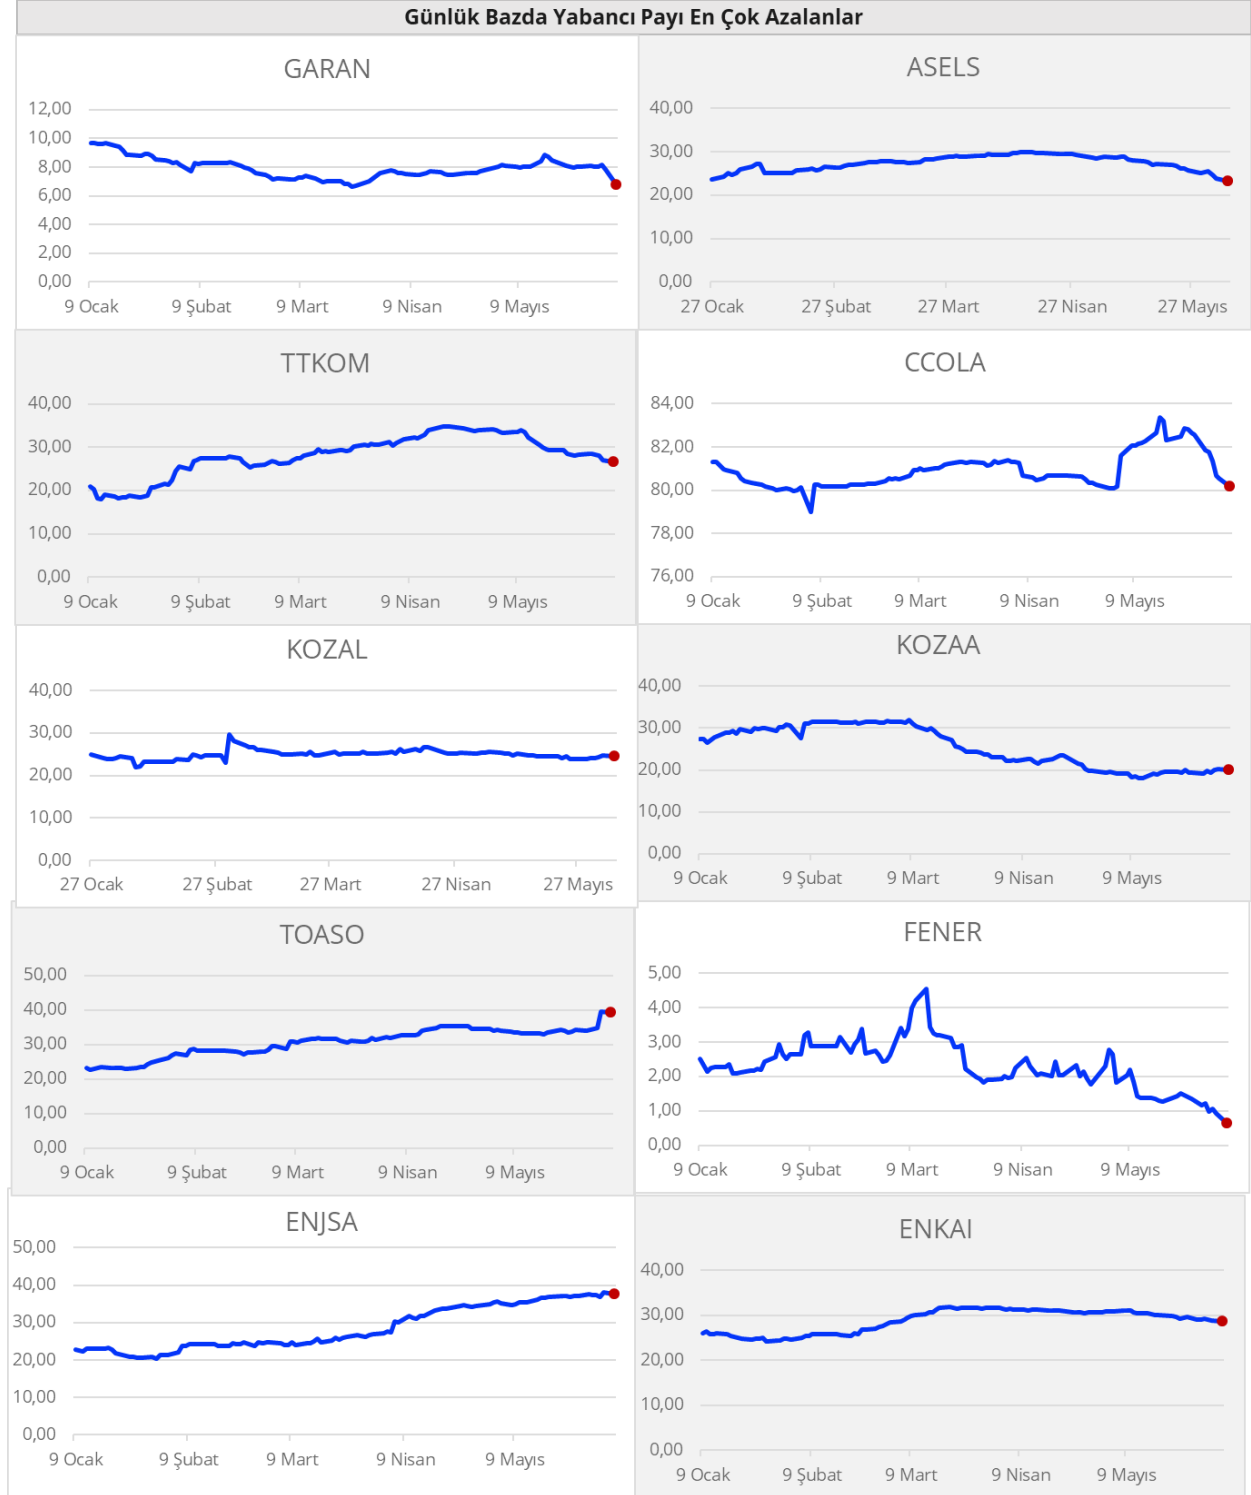 Günlük Bazda Yabancı Payı En Çok Azalanlar
GARAN
12,00
10,00
8,00
6,00
4,00
2,00
0,00
9 Ocak 9 Şubat 9 Mart 9 Nisan 9 Mayıs
ASELS
40,00
30,00
20,00
10,00
0,00
27 Ocak 27 Şubat 27 Mart 27 Nisan 27 Mayıs
TTKOM
40,00
30,00
20,00
10,00
0,00
9 Ocak 9 Şubat 9 Mart 9 Nisan 9 Mayıs
CCOLA
84,00
82,00
80,00
78,00
76,00
9 Ocak 9 Şubat 9 Mart 9 Nisan 9 Mayıs
KOZAL
40,00
30,00
20,00
10,00
0,00
27 Ocak 27 Şubat 27 Mart 27 Nisan 27 Mayıs
KOZAA
40,00
30,00
20,00
10,00
0,00
9 Ocak 9 Şubat 9 Mart 9 Nisan 9 Mayıs
TOASO
50,00
40,00
30,00
20,00
10,00
0,00
9 Ocak 9 Şubat 9 Mart 9 Nisan 9 Mayıs
FENER
5,00
4,00
3,00
2,00
1,00
0,00
9 Ocak 9 Şubat 9 Mart 9 Nisan 9 Mayıs
ENJSA
50,00
40,00
30,00
20,00
10,00
0,00
9 Ocak 9 Şubat 9 Mart 9 Nisan 9 Mayıs
ENKAI
40,00
30,00
20,00
10,00
0,00
9 Ocak 9 Şubat 9 Mart 9 Nisan 9 Mayıs